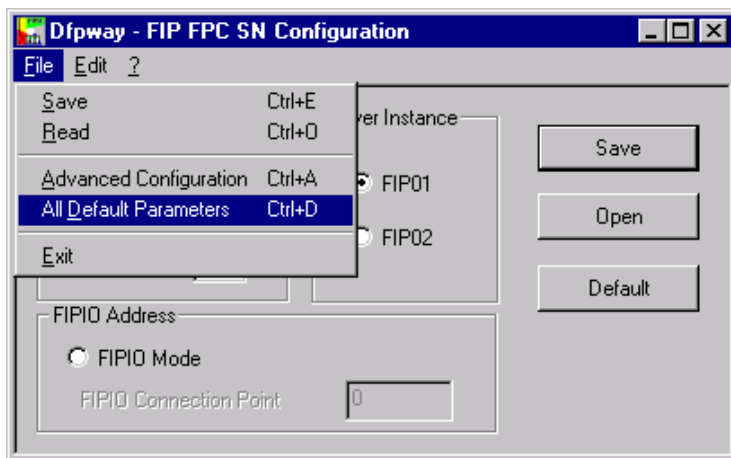 Dfpway - FIP FPC SN Configuration
File Edit ?
Save Ctrl+E
Read Ctrl+O
Advanced Configuration Ctrl+A
All Default Parameters Ctrl+D
Exit
Instance
FIP01
FIP02
Save
Open
Default
FIPIO Address
FIPIO Mode
FIPIO Connection Point 0